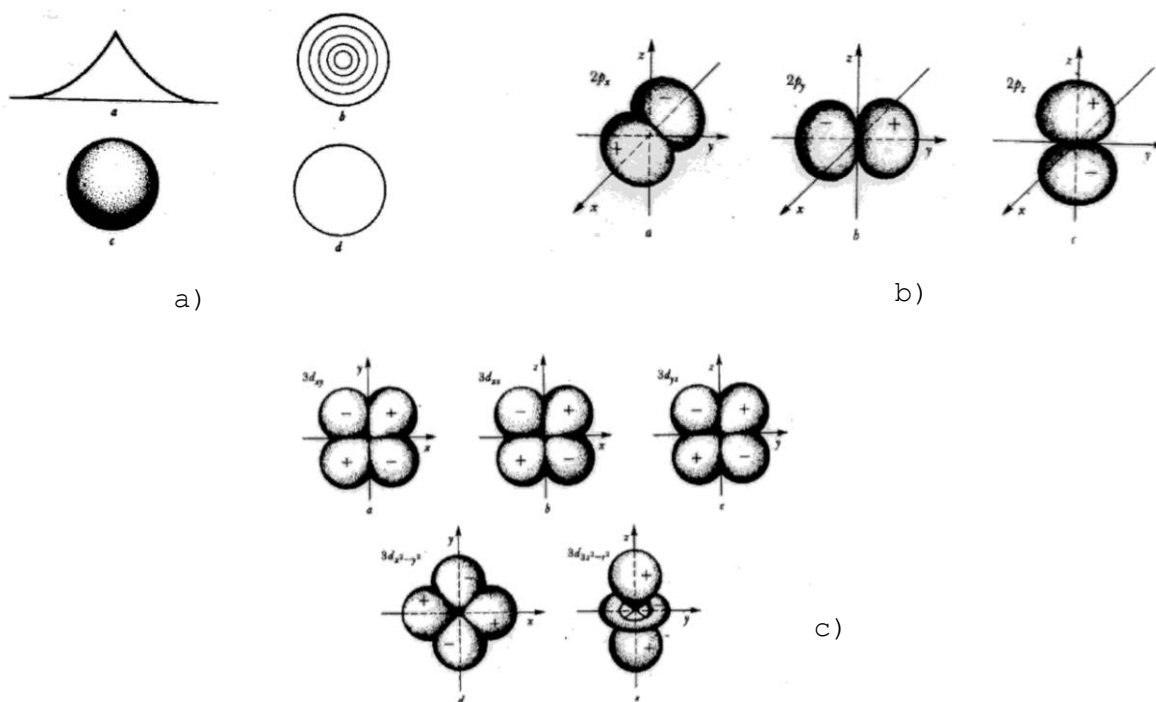 a
b
c
d
a)
z
2px
−
+
y
x
a
z
2py
−
+
y
x
b
z
2pz
+
−
y
x
c
b)
3dxy
y
−
+
+
−
x
a
3dxz
z
−
+
+
−
x
b
3dyz
z
−
+
+
−
y
c
3dx²−y²
y
−
+
+
−
x
d
3d3z²−r²
z
+
−
+
y
e
c)